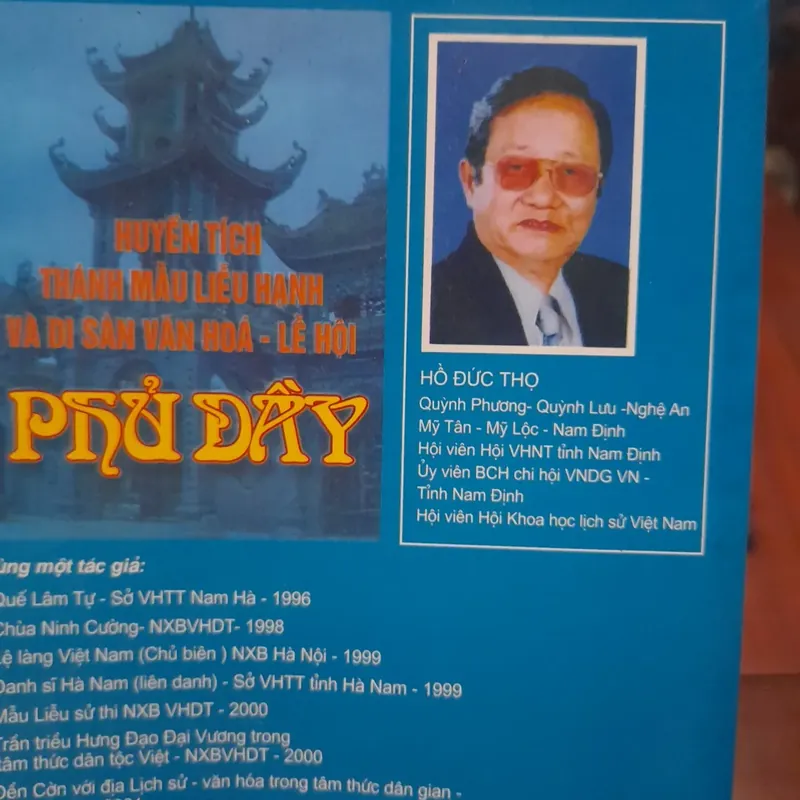 HUYỀN TÍCH
THÁNH MẪU LIỄU HẠNH
VÀ DI SẢN VĂN HOÁ - LỄ HỘI
PHỦ DẦY
HỒ ĐỨC THỌ
Quỳnh Phương- Quỳnh Lưu -Nghệ An
Mỹ Tân - Mỹ Lộc - Nam Định
Hội viên Hội VHNT tỉnh Nam Định
Ủy viên BCH chi hội VNDG VN -
Tỉnh Nam Định
Hội viên Hội Khoa học lịch sử Việt Nam
ùng một tác giả:
Quế Lâm Tự - Sở VHTT Nam Hà - 1996
Chùa Ninh Cường- NXBVHDT- 1998
Lệ làng Việt Nam (Chủ biên ) NXB Hà Nội - 1999
Danh sĩ Hà Nam (liên danh) - Sở VHTT tỉnh Hà Nam - 1999
Mẫu Liễu sử thi NXB VHDT - 2000
Trần triều Hưng Đạo Đại Vương trong
tâm thức dân tộc Việt - NXBVHDT - 2000
Đền Cờn với địa Lịch sử - văn hóa trong tâm thức dân gian -